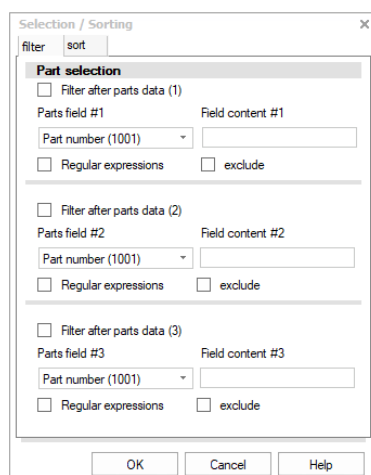 Selection / Sorting
filter sort
Part selection
Filter after parts data (1)
Parts field #1 Field content #1
Part number (1001)
Regular expressions exclude
Filter after parts data (2)
Parts field #2 Field content #2
Part number (1001)
Regular expressions exclude
Filter after parts data (3)
Parts field #3 Field content #3
Part number (1001)
Regular expressions exclude
OK Cancel Help